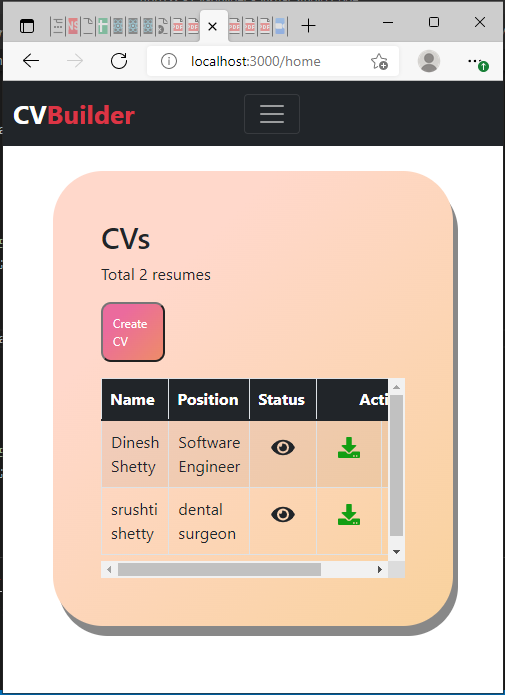 localhost:3000/home
CVBuilder
CVs
Total 2 resumes
Create
CV
Name Position Status Acti
Dinesh Shetty Software Engineer
srushti shetty dental surgeon